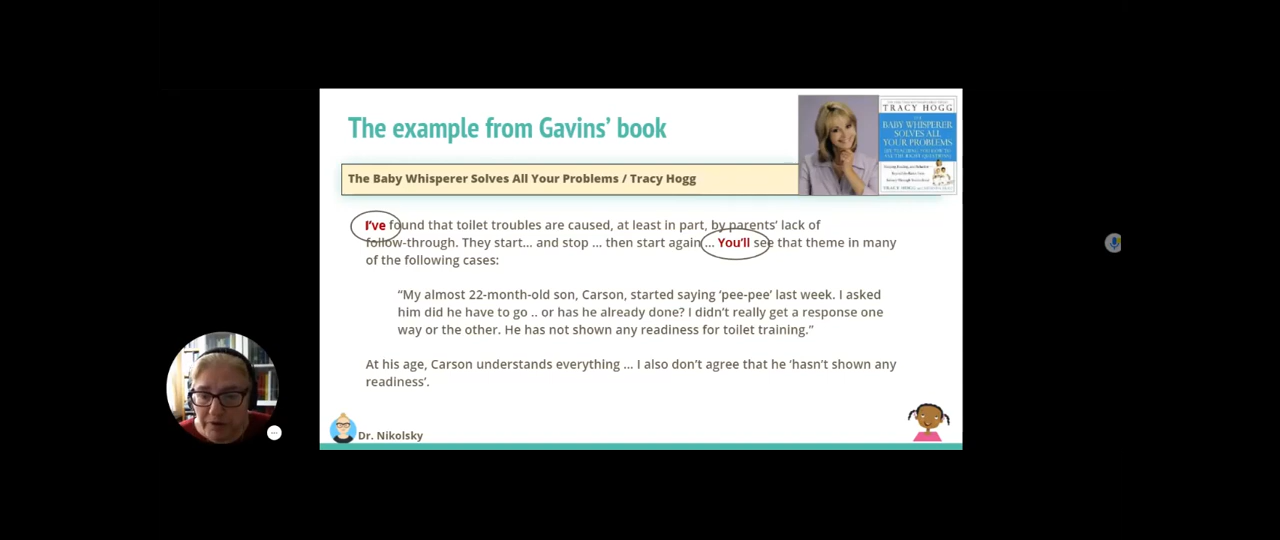 The example from Gavins’ book
TRACY HOGG
THE
BABY WHISPERER
SOLVES ALL
YOUR PROBLEMS
The Baby Whisperer Solves All Your Problems / Tracy Hogg
I’ve found that toilet troubles are caused, at least in part, by parents’ lack of
follow-through. They start... and stop ... then start again ... You’ll see that theme in many
of the following cases:
“My almost 22-month-old son, Carson, started saying ‘pee-pee’ last week. I asked
him did he have to go .. or has he already done? I didn’t really get a response one
way or the other. He has not shown any readiness for toilet training.”
At his age, Carson understands everything ... I also don’t agree that he ‘hasn’t shown any
readiness’.
Dr. Nikolsky